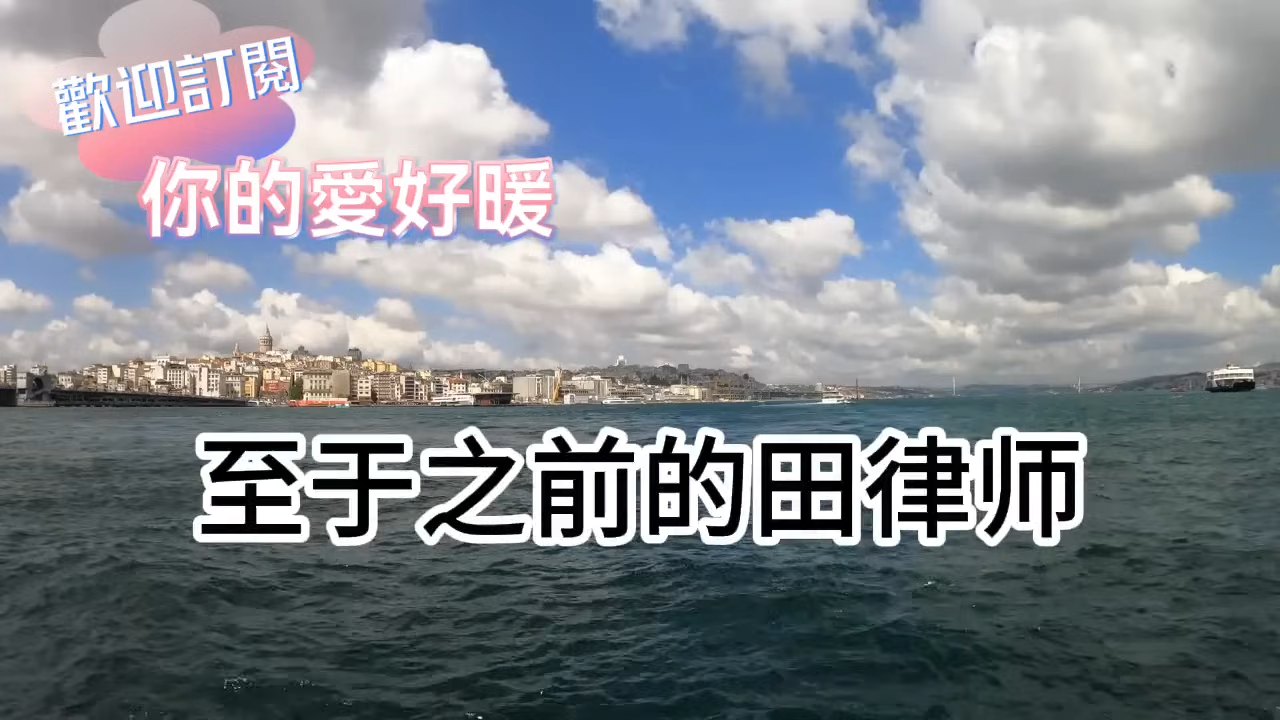 歡迎訂閱
你的愛好暖
至于之前的田律师